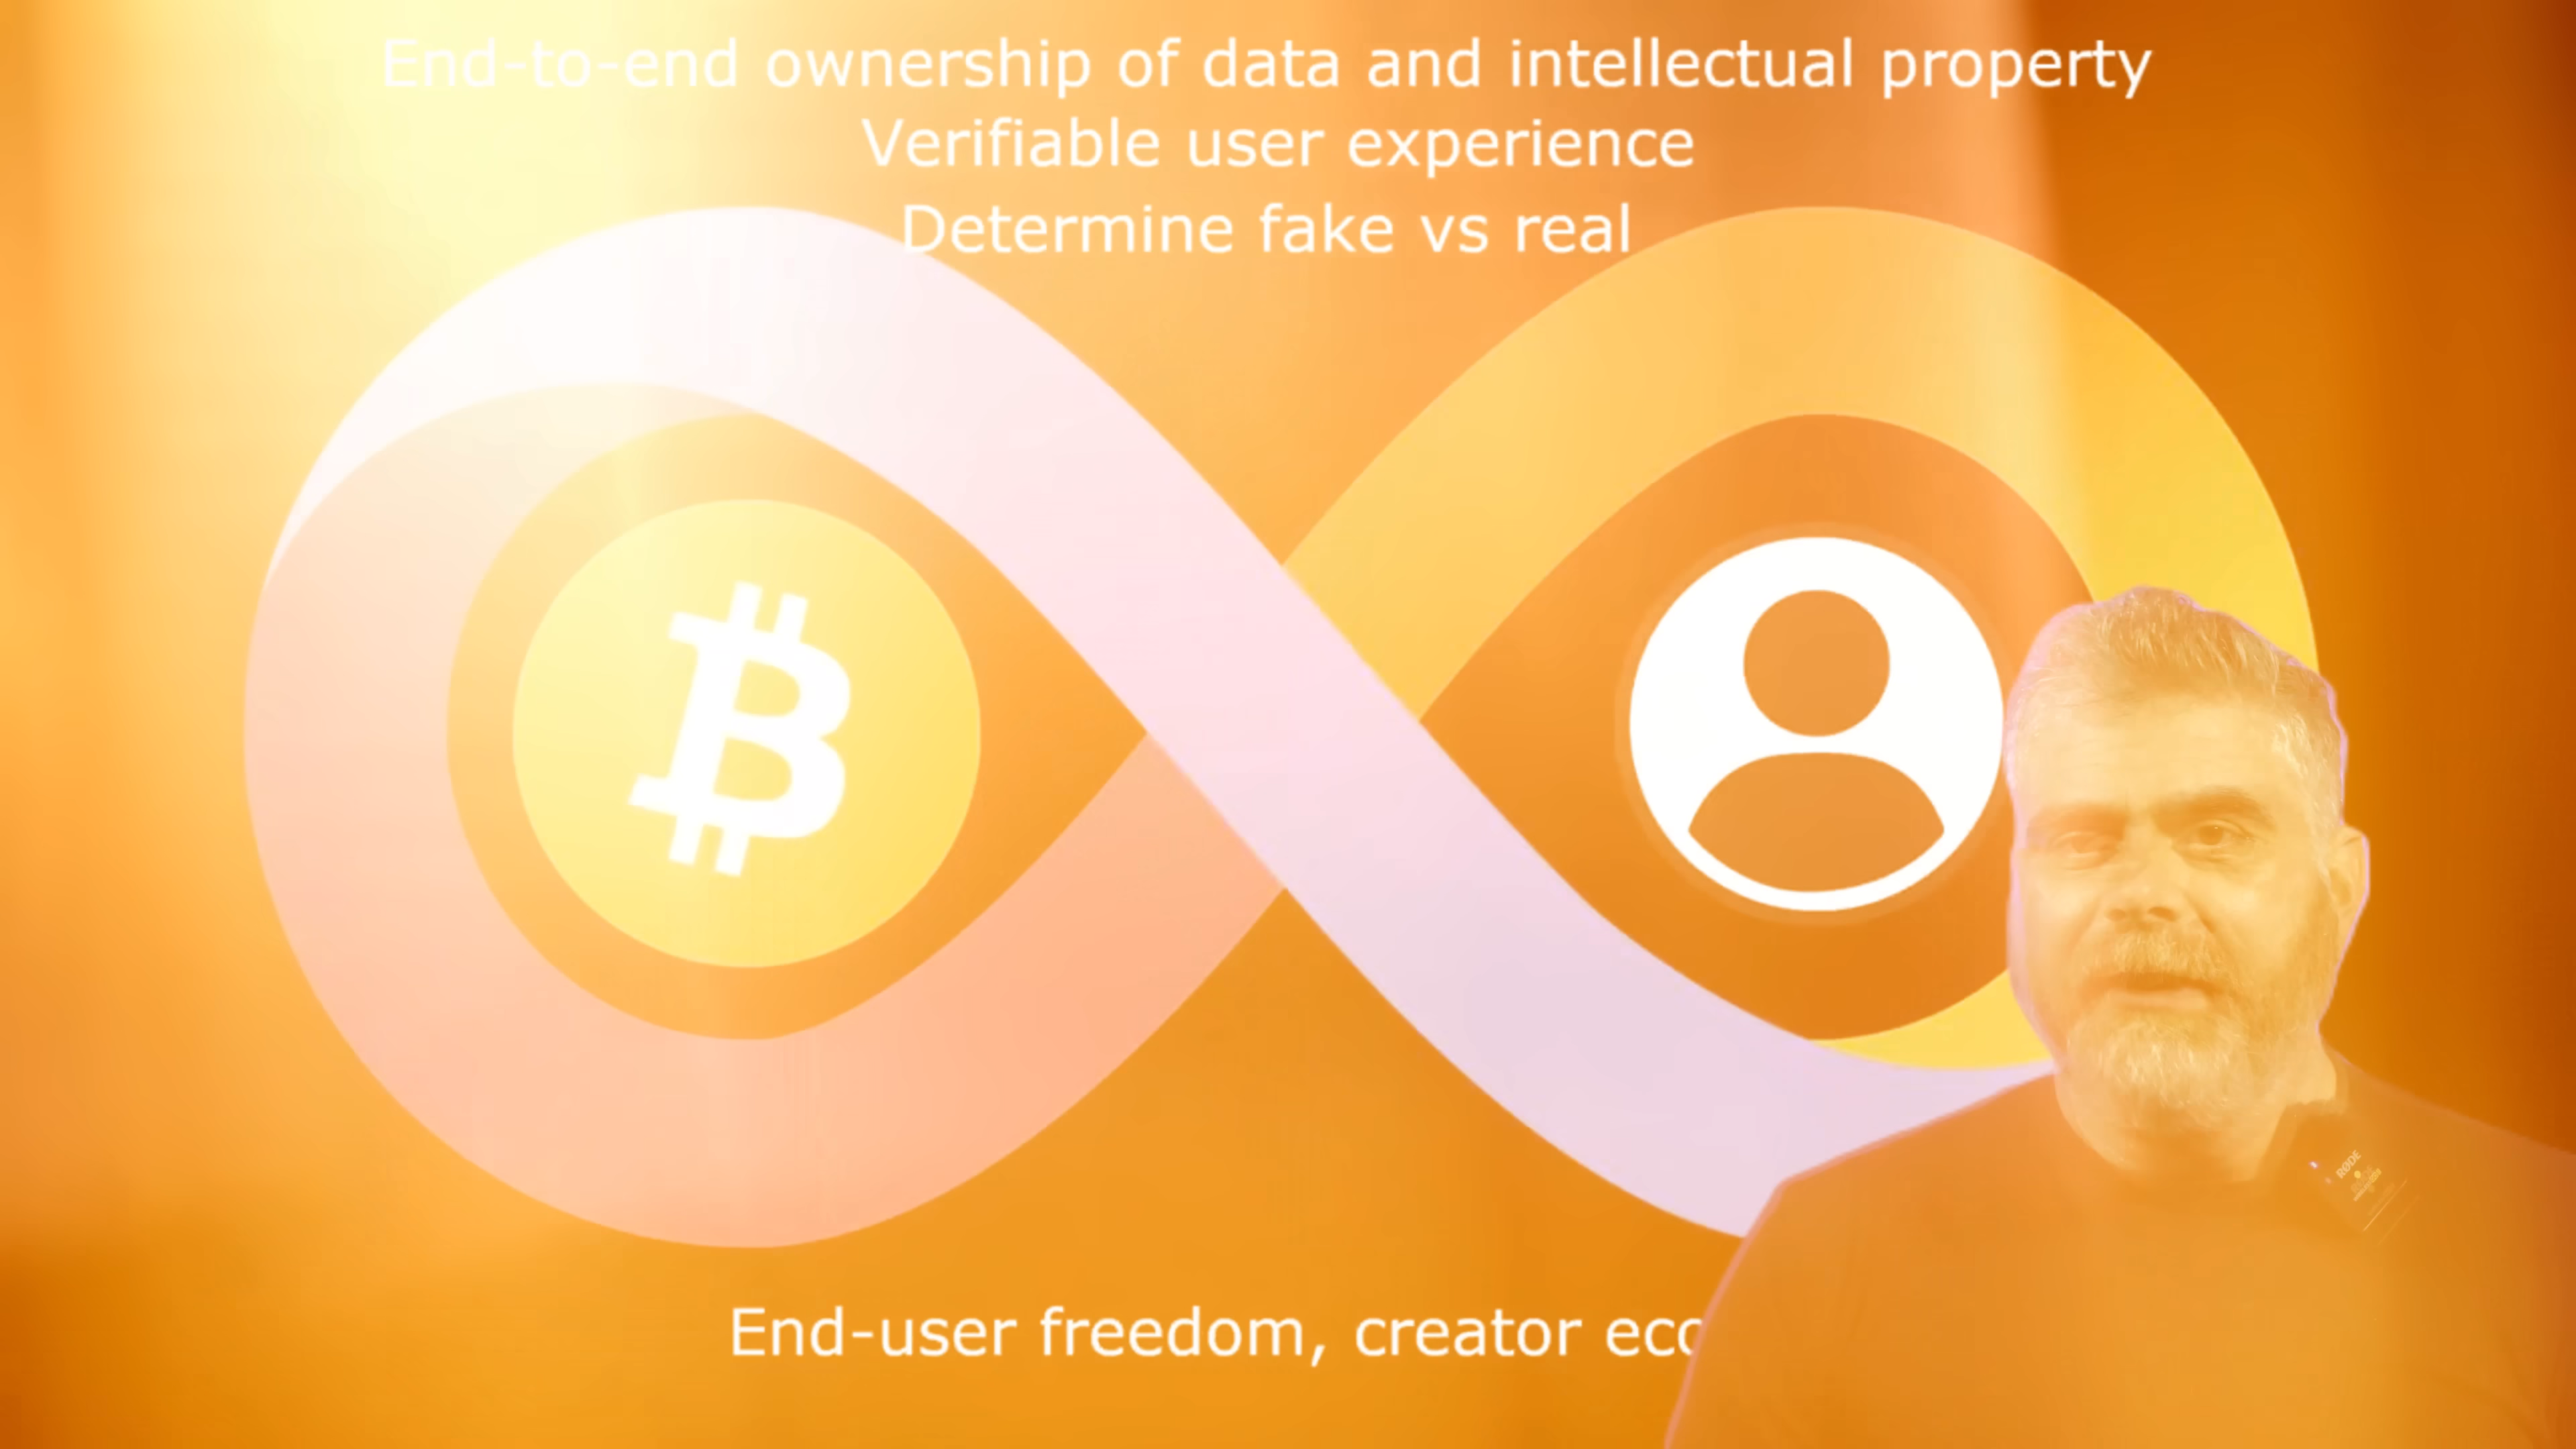 End-to-end ownership of data and intellectual property
Verifiable user experience
Determine fake vs real
RØDE
End-user freedom, creator eco